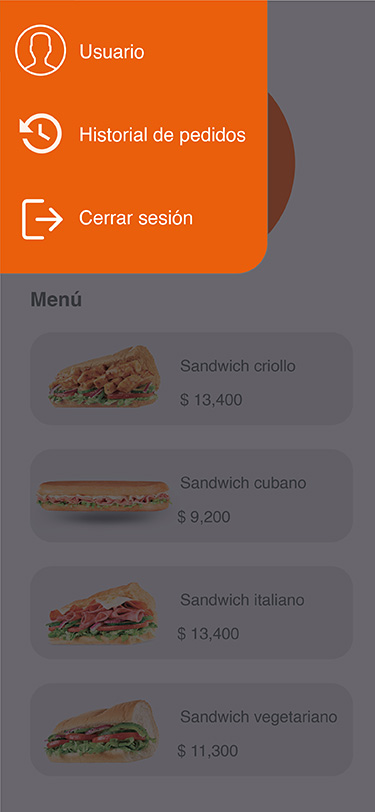 Usuario
Historial de pedidos
Cerrar sesión
Menú
Sandwich criollo
$ 13,400
Sandwich cubano
$ 9,200
Sandwich italiano
$ 13,400
Sandwich vegetariano
$ 11,300